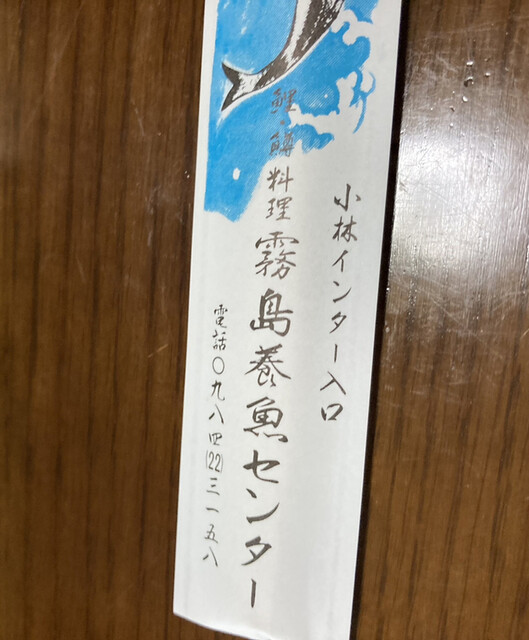 小林インター入口
鯉・鱒料理 霧島養魚センター
電話〇九八四(22)三一五八